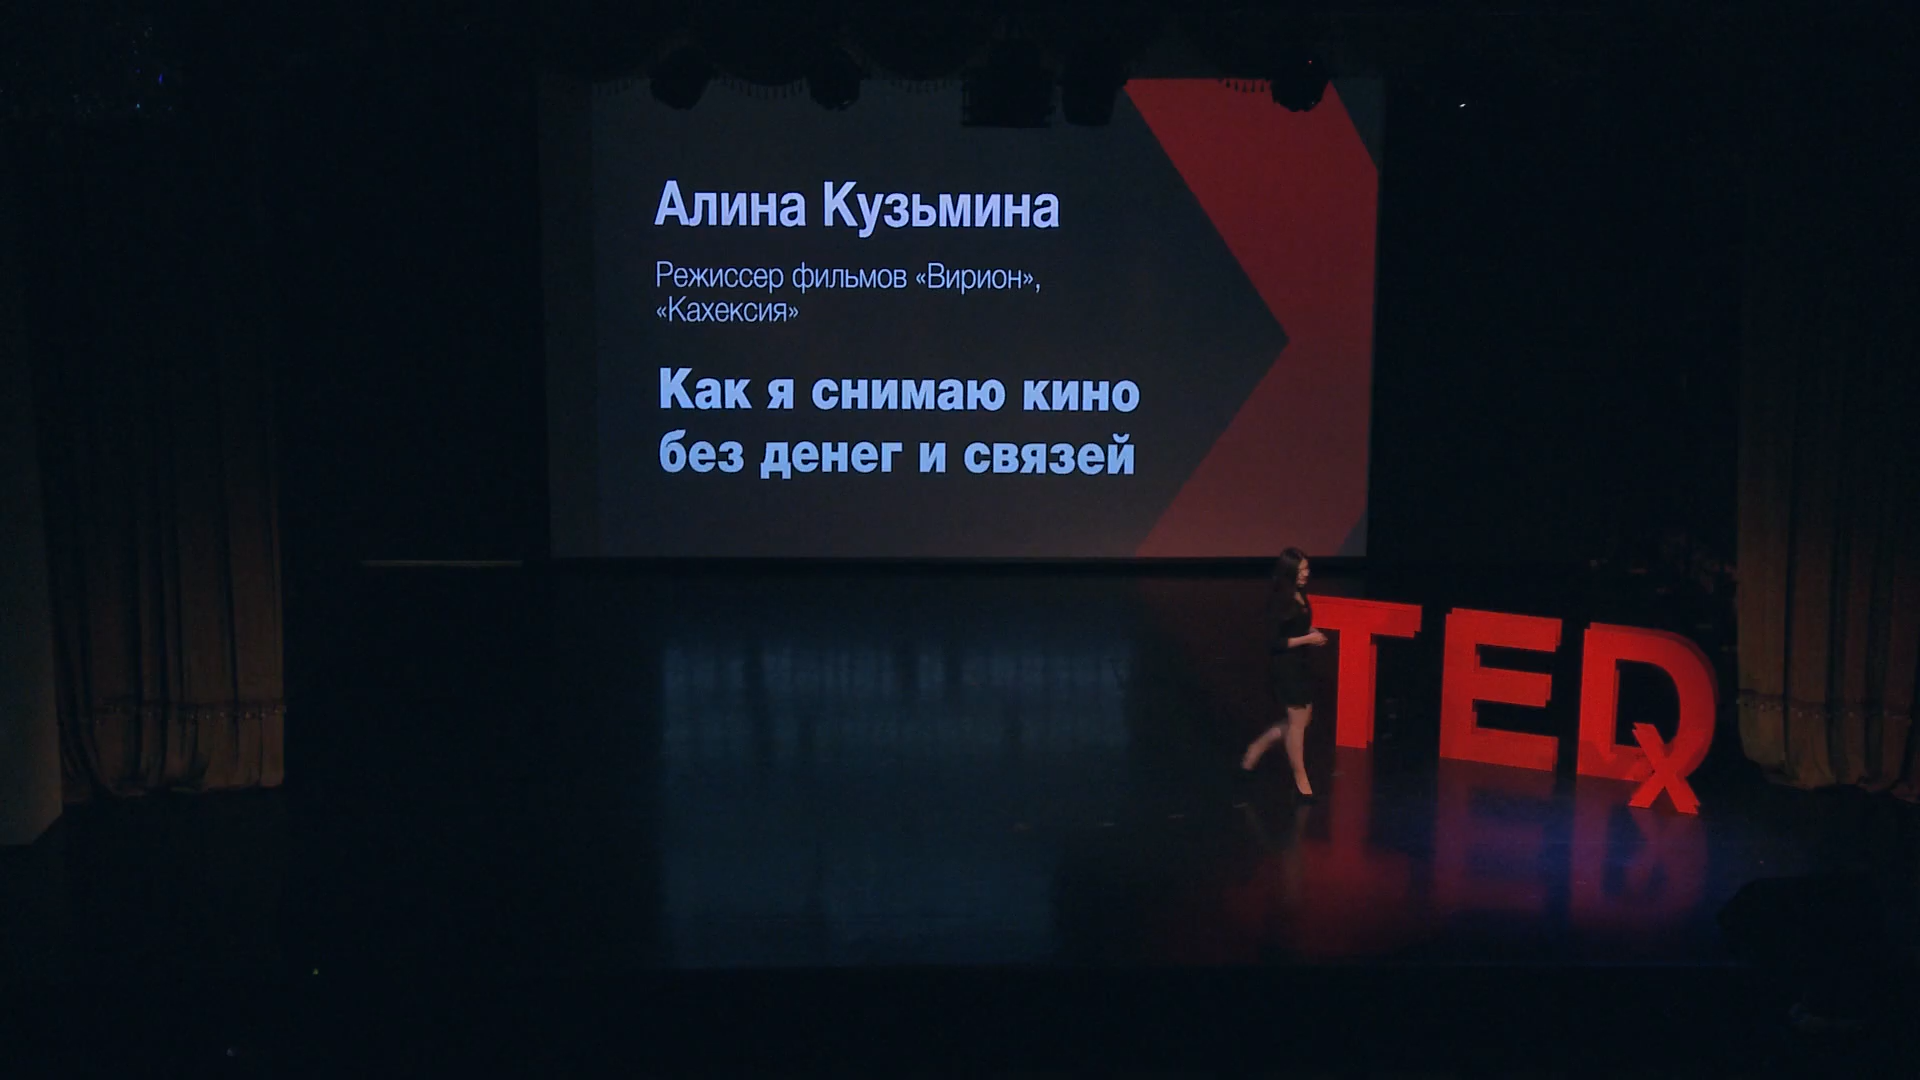 Алина Кузьмина
Режиссер фильмов «Вирион»,
«Кахексия»
Как я снимаю кино
без денег и связей
TEDx